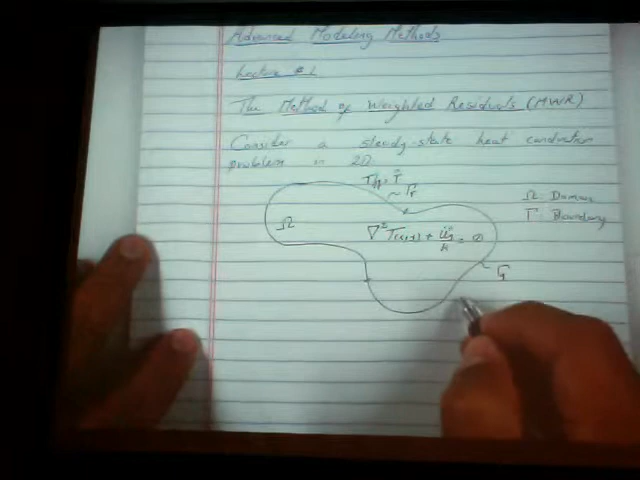 Advanced Modeling Methods
Lecture #1
The Method of Weighted Residuals (MWR)
Consider a steady-state heat conduction
problem in 2D
Ω Domain
Γ Boundary
Ω
∇²T(x,y) + = 0
k